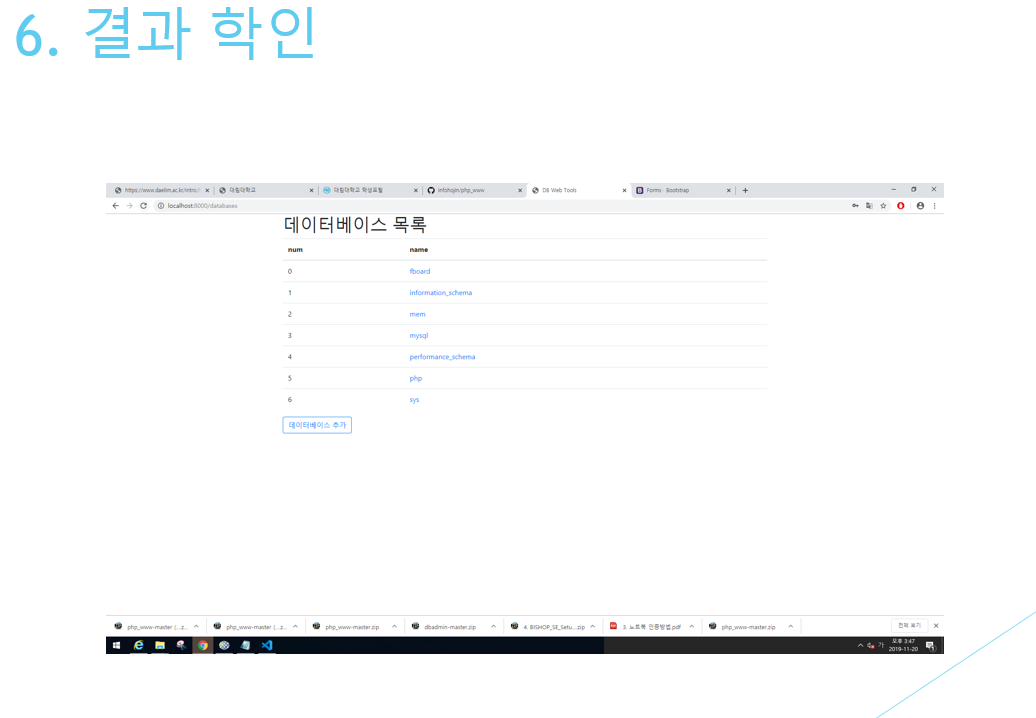 6. 결과 확인
https://www.daelim.ac.kr/intro/i
대림대학교
대림대학교 학생포털
infohojin/php_www
DB Web Tools
Forms · Bootstrap
localhost:8000/databases
데이터베이스 목록
num name
0 fboard
1 information_schema
2 mem
3 mysql
4 performance_schema
5 php
6 sys
데이터베이스 추가
php_www-master (...z...
php_www-master (...z...
php_www-master.zip
dbadmin-master.zip
4. BISHOP_SE_Setu....zip
3. 노트북 인증방법.pdf
php_www-master.zip
전체 보기
가
오후 3:47
2019-11-20